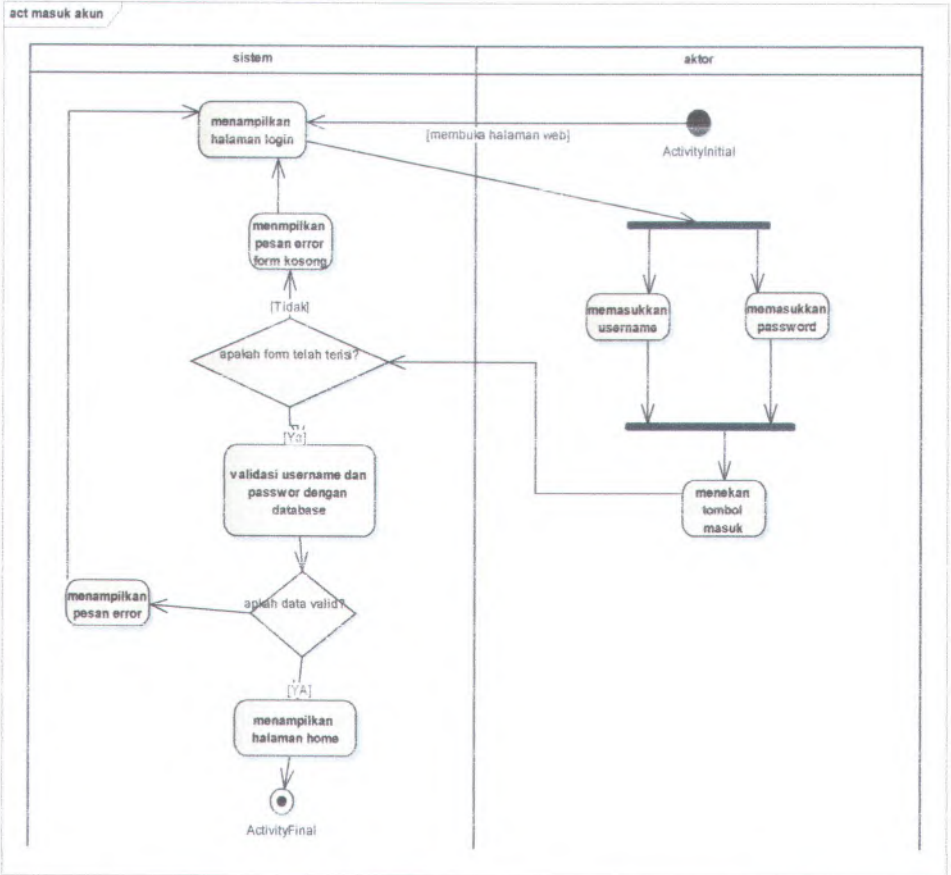 act masuk akun
sistem
aktor
menampilkan
halaman login
[membuka halaman web]
ActivityInitial
menmpilkan
pesan error
form kosong
[Tidak]
memasukkan
username
memasukkan
password
apakah form telah terisi?
[Ya]
validasi username dan
passwor dengan
database
menekan
tombol
masuk
menampilkan
pesan error
apkah data valid?
[YA]
menampilkan
halaman home
ActivityFinal